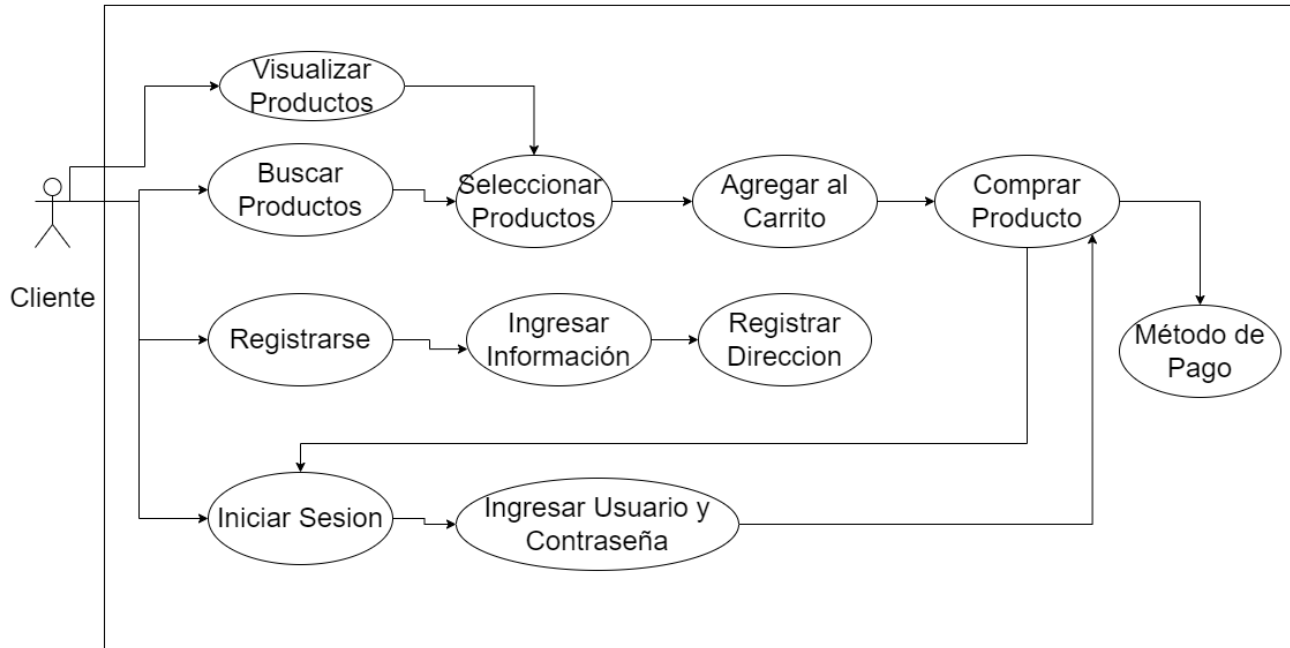 Visualizar
Productos
Buscar
Productos
Seleccionar
Productos
Agregar al
Carrito
Comprar
Producto
Cliente
Registrarse
Ingresar
Información
Registrar
Direccion
Método de
Pago
Iniciar Sesion
Ingresar Usuario y
Contraseña